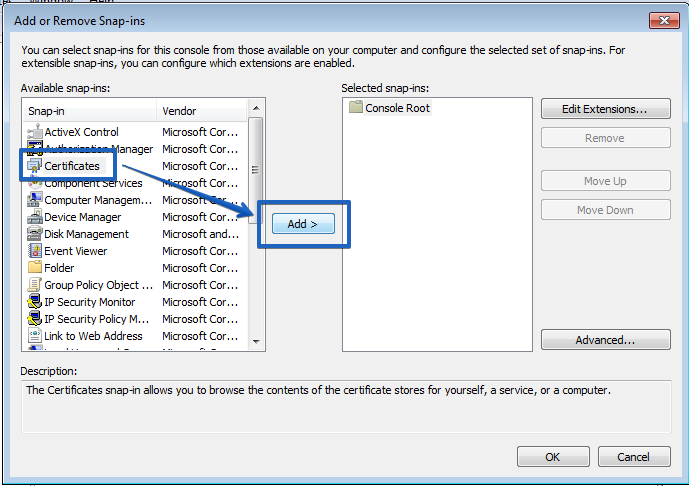 Window Help
Add or Remove Snap-ins
You can select snap-ins for this console from those available on your computer and configure the selected set of snap-ins. For
extensible snap-ins, you can configure which extensions are enabled.
Available snap-ins:
Selected snap-ins:
Snap-in Vendor
ActiveX Control Microsoft Cor...
Authorization Manager Microsoft Cor...
Certificates Microsoft Cor...
Component Services Microsoft Cor...
Computer Managem... Microsoft Cor...
Device Manager Microsoft Cor...
Disk Management Microsoft and...
Event Viewer Microsoft Cor...
Folder Microsoft Cor...
Group Policy Object ... Microsoft Cor...
IP Security Monitor Microsoft Cor...
IP Security Policy M... Microsoft Cor...
Link to Web Address Microsoft Cor...
Add >
Console Root
Edit Extensions...
Remove
Move Up
Move Down
Advanced...
Description:
The Certificates snap-in allows you to browse the contents of the certificate stores for yourself, a service, or a computer.
OK
Cancel